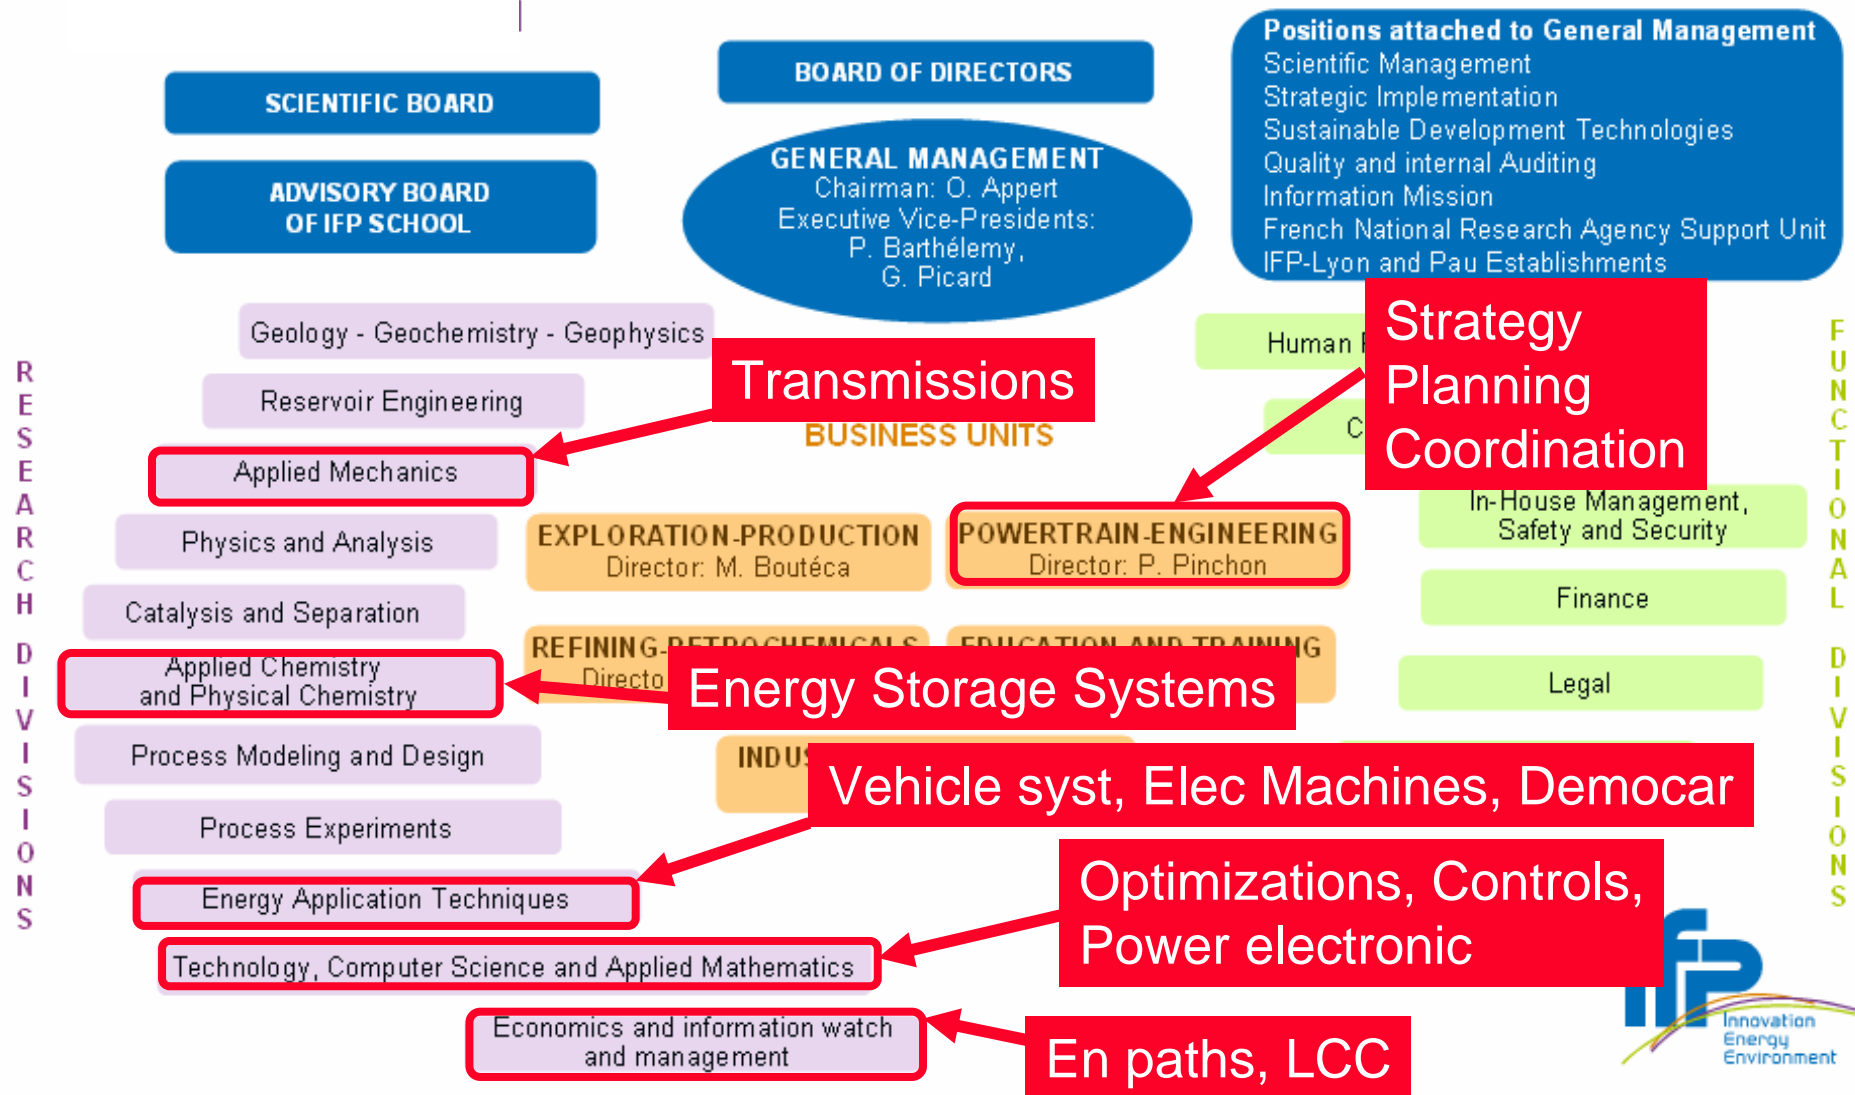 SCIENTIFIC BOARD
ADVISORY BOARD
OF IFP SCHOOL
BOARD OF DIRECTORS
GENERAL MANAGEMENT
Chairman: O. Appert
Executive Vice-Presidents:
P. Barthélemy,
G. Picard
Positions attached to General Management
Scientific Management
Strategic Implementation
Sustainable Development Technologies
Quality and internal Auditing
Information Mission
French National Research Agency Support Unit
IFP-Lyon and Pau Establishments
RESEARCH DIVISIONS
Geology - Geochemistry - Geophysics
Reservoir Engineering
Applied Mechanics
Physics and Analysis
Catalysis and Separation
Applied Chemistry
and Physical Chemistry
Process Modeling and Design
Process Experiments
Energy Application Techniques
Technology, Computer Science and Applied Mathematics
Economics and information watch
and management
Transmissions
BUSINESS UNITS
EXPLORATION-PRODUCTION
Director: M. Boutéca
POWERTRAIN-ENGINEERING
Director: P. Pinchon
REFINING-PETROCHEMICALS
EDUCATION AND TRAINING
Energy Storage Systems
Vehicle syst, Elec Machines, Democar
Optimizations, Controls,
Power electronic
En paths, LCC
Strategy
Planning
Coordination
Human
In-House Management,
Safety and Security
Finance
Legal
FUNCTIONAL DIVISIONS
ifp
Innovation
Energy
Environment